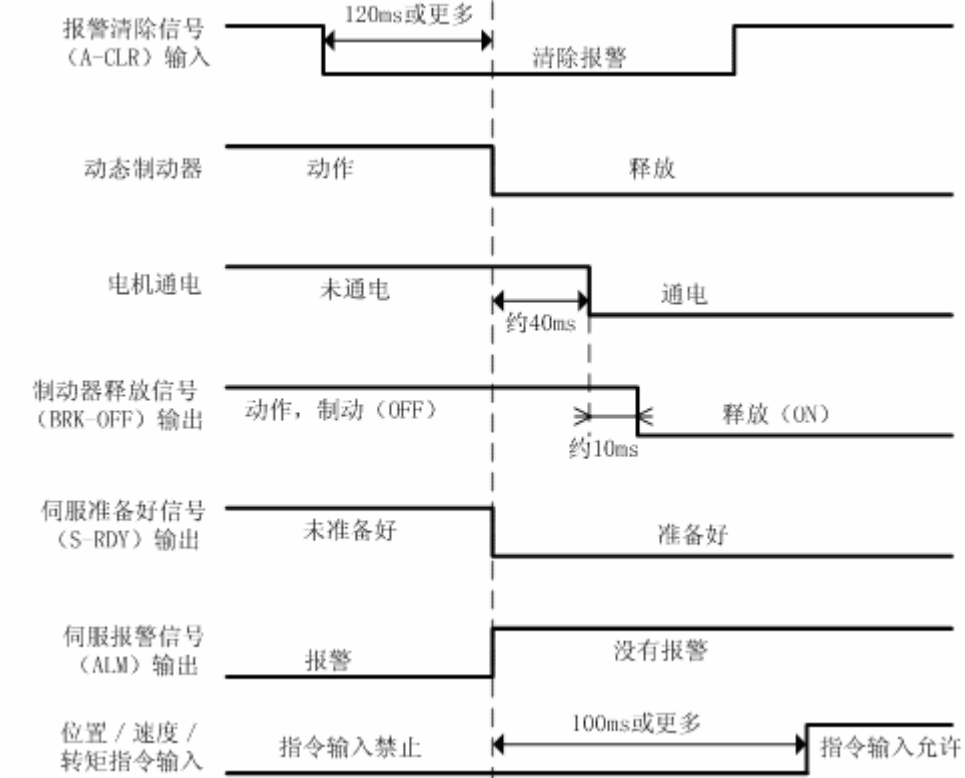 120ms或更多
报警清除信号
（A-CLR）输入
清除报警
动态制动器
动作
释放
电机通电
未通电
通电
约40ms
制动器释放信号
（BRK-OFF）输出
动作，制动（OFF）
释放（ON）
约10ms
伺服准备好信号
（S-RDY）输出
未准备好
准备好
伺服报警信号
（ALM）输出
报警
没有报警
位置／速度／
转矩指令输入
指令输入禁止
100ms或更多
指令输入允许